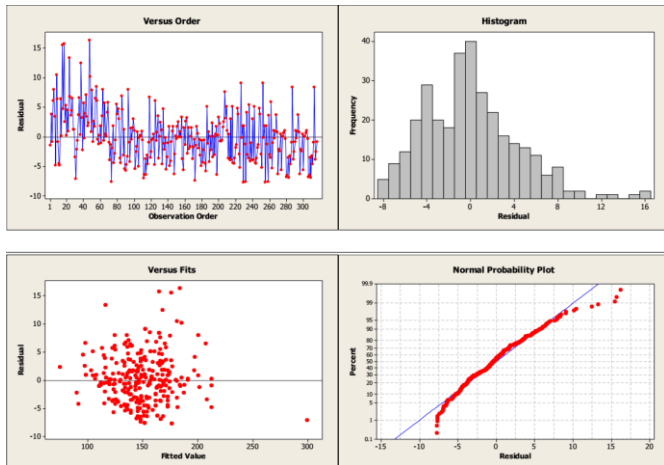 Versus Order
15
10
5
0
-5
-10
Residual
1 20 40 60 80 100 120 140 160 180 200 220 240 260 280 300
Observation Order
Histogram
40
30
20
10
0
Frequency
-8 -4 0 4 8 12 16
Residual
Versus Fits
15
10
5
0
-5
-10
Residual
100 150 200 250 300
Fitted Value
Normal Probability Plot
99.9
99
95
90
80
70
60
50
40
30
20
10
5
1
0.1
Percent
-15 -10 -5 0 5 10 15 20
Residual